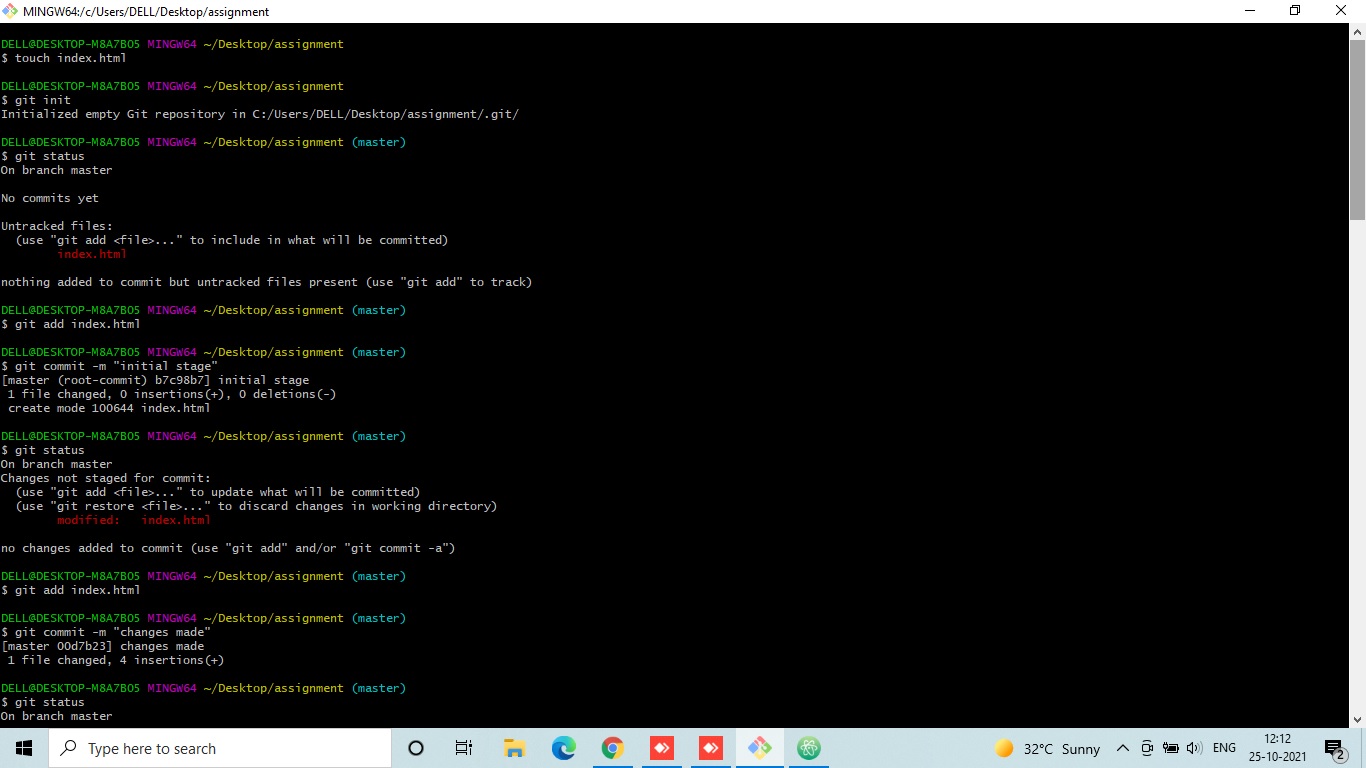 MINGW64:/c/Users/DELL/Desktop/assignment
DELL@DESKTOP-M8A7BO5 MINGW64 ~/Desktop/assignment
$ touch index.html
DELL@DESKTOP-M8A7BO5 MINGW64 ~/Desktop/assignment
$ git init
Initialized empty Git repository in C:/Users/DELL/Desktop/assignment/.git/
DELL@DESKTOP-M8A7BO5 MINGW64 ~/Desktop/assignment (master)
$ git status
On branch master
No commits yet
Untracked files:
  (use "git add <file>..." to include in what will be committed)
        index.html
nothing added to commit but untracked files present (use "git add" to track)
DELL@DESKTOP-M8A7BO5 MINGW64 ~/Desktop/assignment (master)
$ git add index.html
DELL@DESKTOP-M8A7BO5 MINGW64 ~/Desktop/assignment (master)
$ git commit -m "initial stage"
[master (root-commit) b7c98b7] initial stage
 1 file changed, 0 insertions(+), 0 deletions(-)
 create mode 100644 index.html
DELL@DESKTOP-M8A7BO5 MINGW64 ~/Desktop/assignment (master)
$ git status
On branch master
Changes not staged for commit:
  (use "git add <file>..." to update what will be committed)
  (use "git restore <file>..." to discard changes in working directory)
        modified:   index.html
no changes added to commit (use "git add" and/or "git commit -a")
DELL@DESKTOP-M8A7BO5 MINGW64 ~/Desktop/assignment (master)
$ git add index.html
DELL@DESKTOP-M8A7BO5 MINGW64 ~/Desktop/assignment (master)
$ git commit -m "changes made"
[master 00d7b23] changes made
 1 file changed, 4 insertions(+)
DELL@DESKTOP-M8A7BO5 MINGW64 ~/Desktop/assignment (master)
$ git status
On branch master
Type here to search
32°C Sunny
ENG
12:12
25-10-2021
2